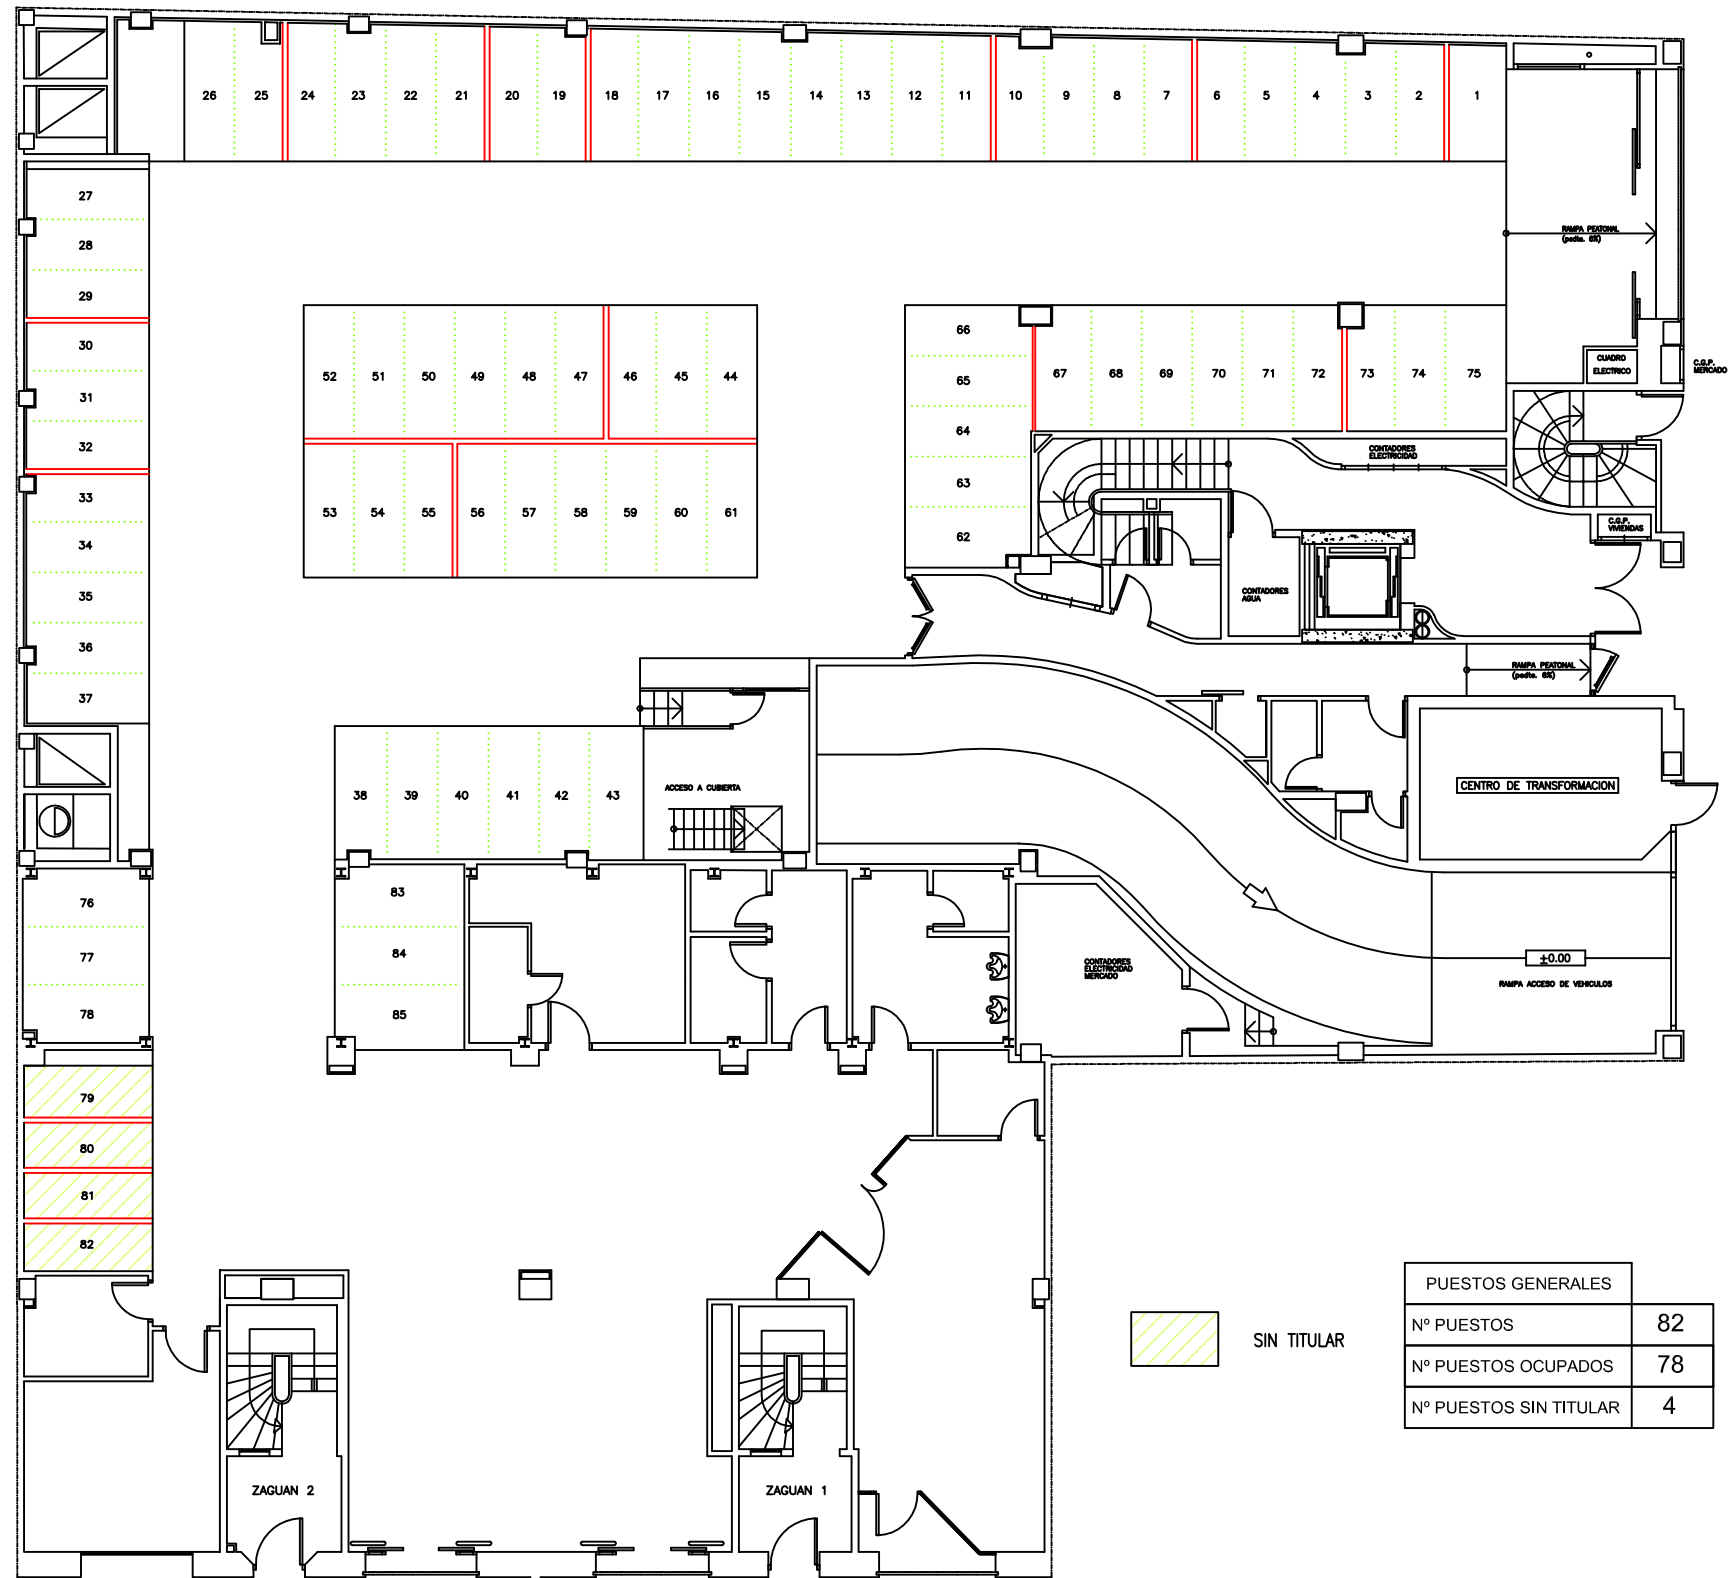 26 25 24 23 22 21 20 19 18 17 16 15 14 13 12 11 10 9 8 7 6 5 4 3 2 1
27
28
29
30
31
32
33
34
35
36
37
RAMPA PEATONAL
(pedte. 6%)
52 51 50 49 48 47 46 45 44
53 54 55 56 57 58 59 60 61
66
65
64
63
62
67 68 69 70 71 72 73 74 75
CUADRO
ELECTRICO
C.G.P.
MERCADO
CONTADORES
ELECTRICIDAD
C.G.P.
VIVIENDAS
CONTADORES
AGUA
RAMPA PEATONAL
(pedte. 6%)
38 39 40 41 42 43
ACCESO A CUBIERTA
CENTRO DE TRANSFORMACION
76
77
78
83
84
85
CONTADORES
ELECTRICIDAD
MERCADO
±0.00
RAMPA ACCESO DE VEHICULOS
79
80
81
82
ZAGUAN 2
ZAGUAN 1
SIN TITULAR
PUESTOS GENERALES
Nº PUESTOS 82
Nº PUESTOS OCUPADOS 78
Nº PUESTOS SIN TITULAR 4